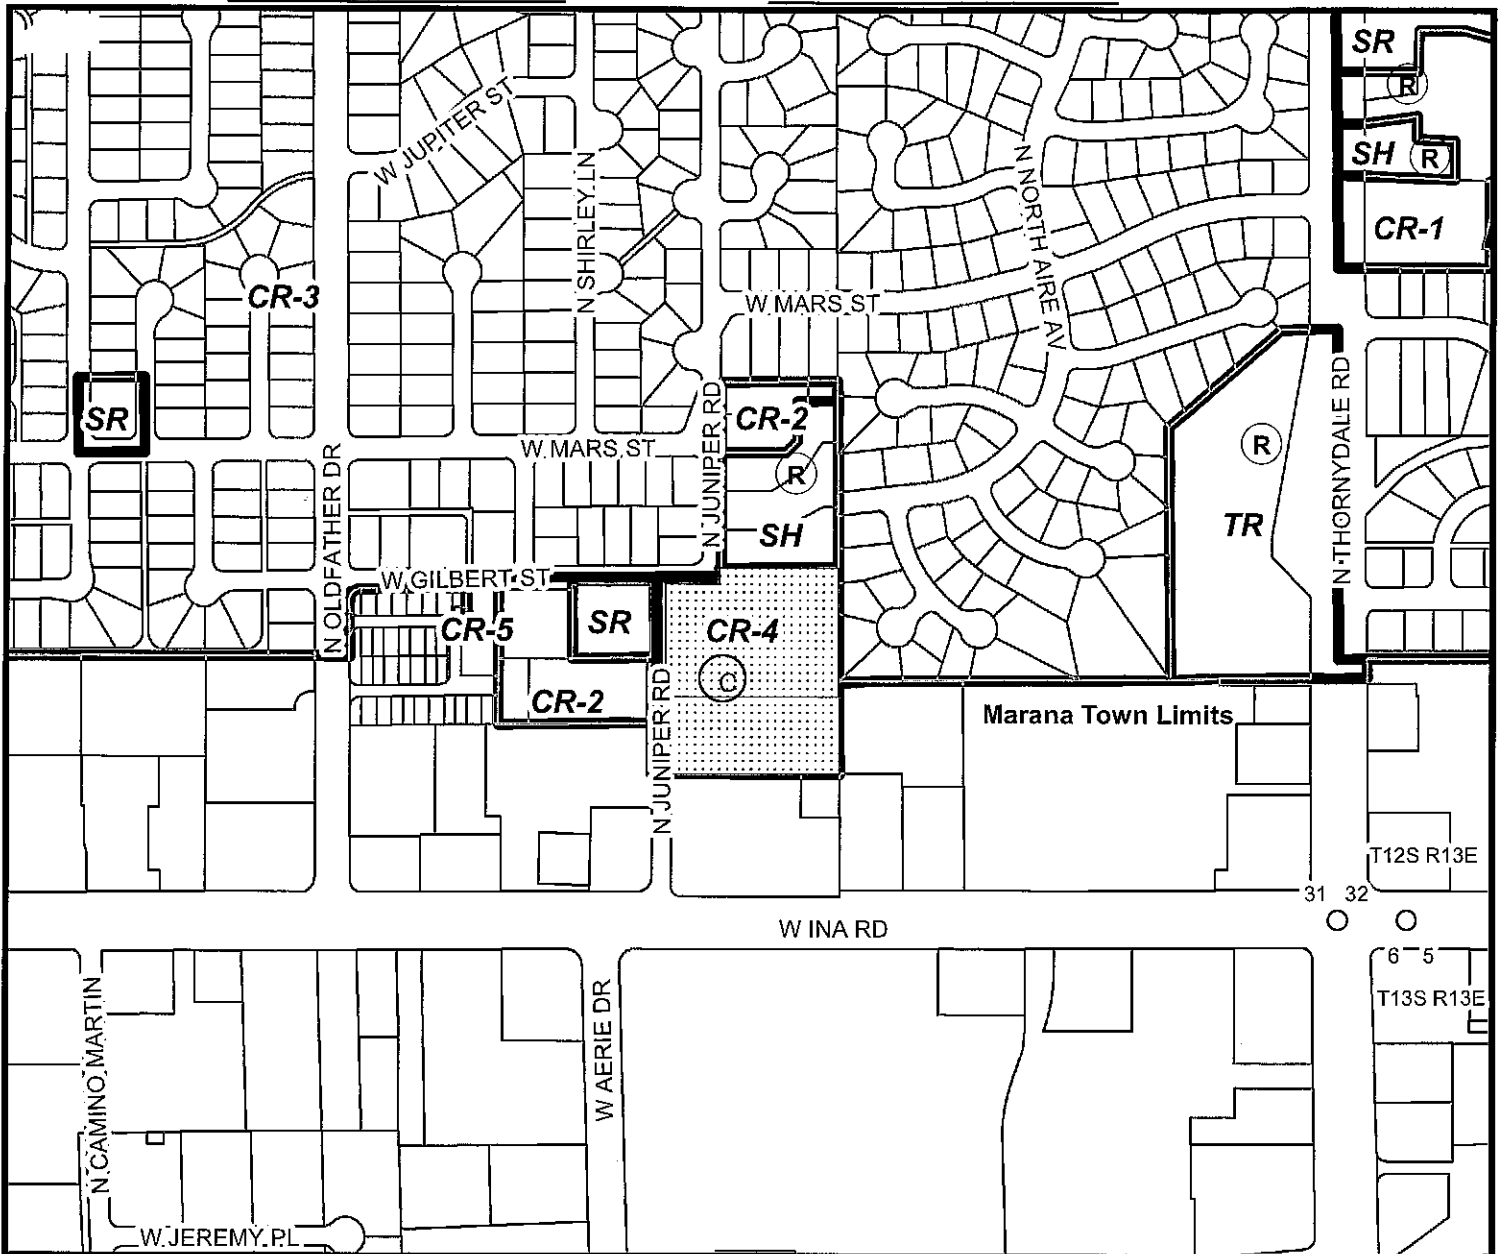 SR
R
W JUPITER ST
SH
R
N SHIRLEY LN
N NORTH AIRE AV
CR-1
CR-3
W MARS ST
SR
CR-2
N JUNIPER RD
W MARS ST
R
R
N OLDFATHER DR
SH
TR
N THORNYDALE RD
W GILBERT ST
CR-5
SR
CR-4
C
CR-2
N JUNIPER RD
Marana Town Limits
T12S R13E
31 32
W INA RD
6 5
T13S R13E
N CAMINO MARTIN
W AERIE DR
W JEREMY PL